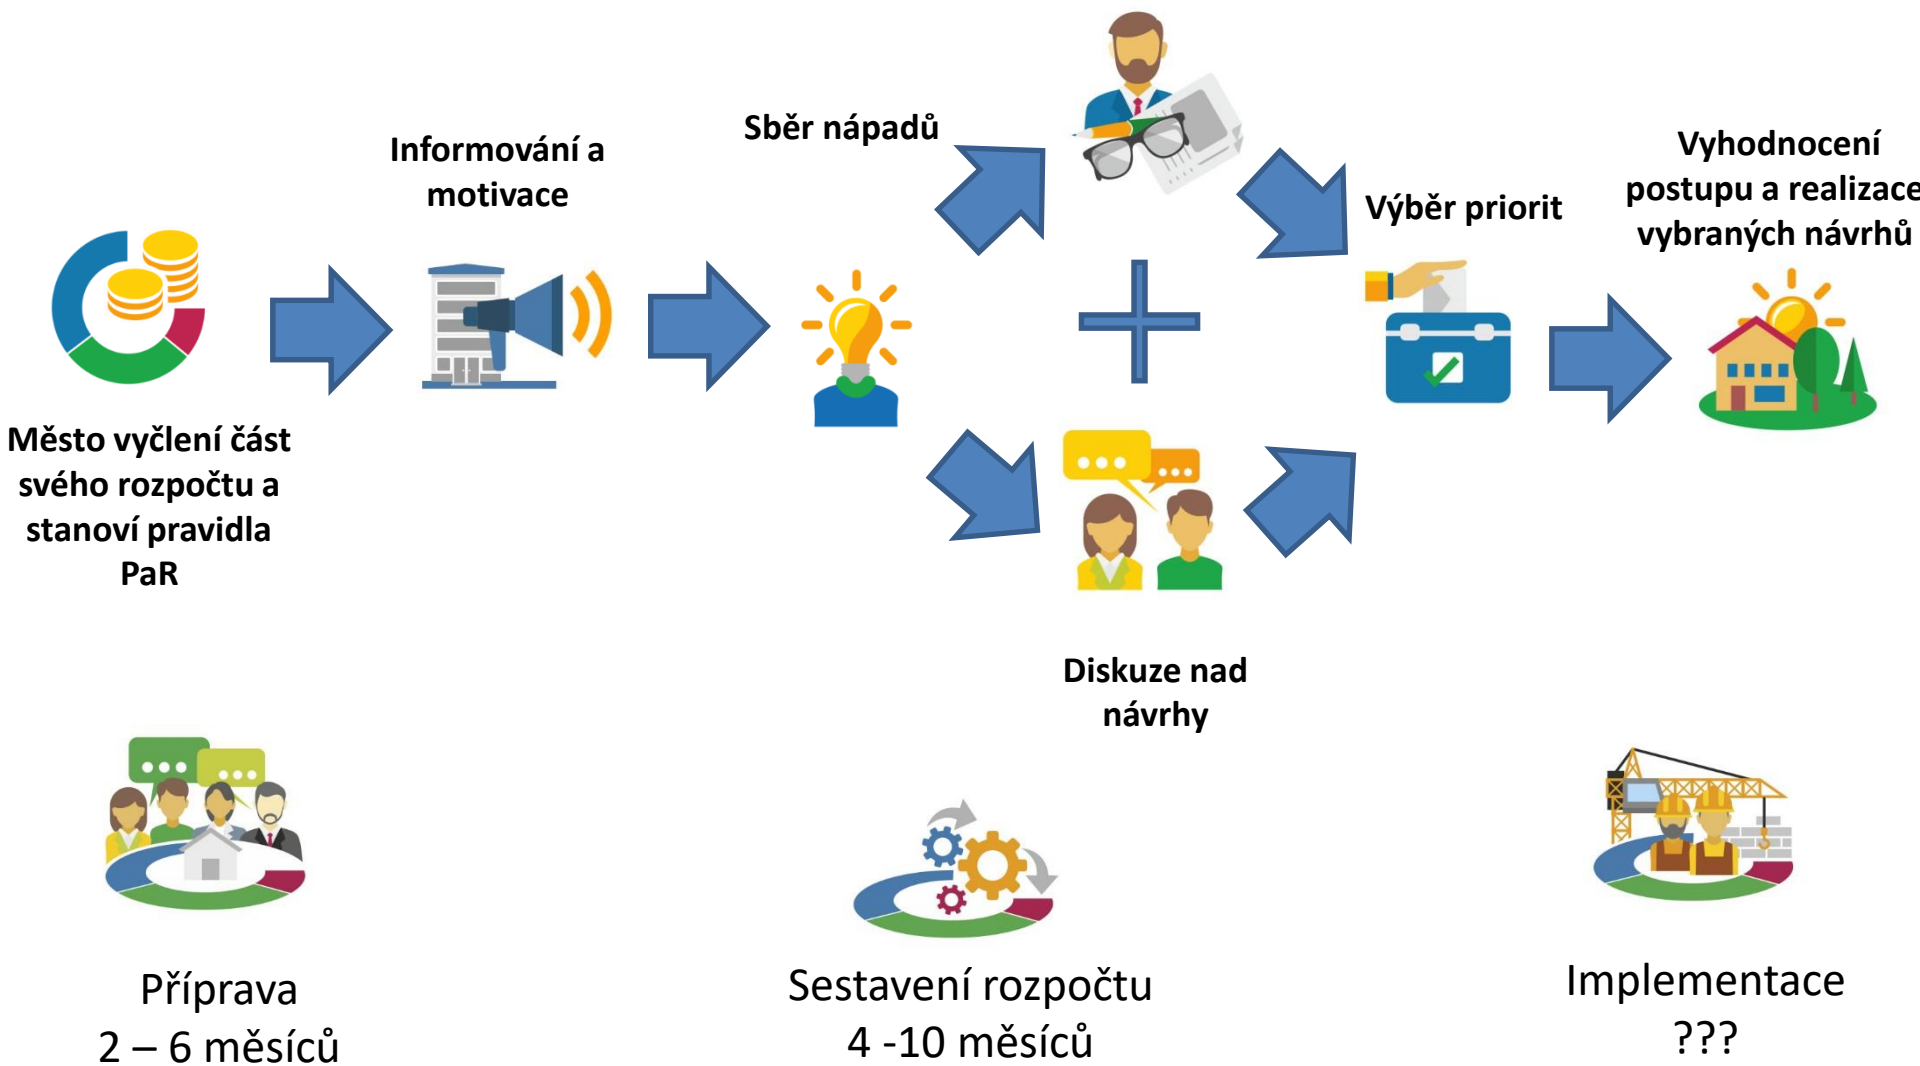 Město vyčlení část
svého rozpočtu a
stanoví pravidla
PaR
Informování a
motivace
Sběr nápadů
Diskuze nad
návrhy
Výběr priorit
Vyhodnocení
postupu a realizace
vybraných návrhů
Příprava
2 – 6 měsíců
Sestavení rozpočtu
4 -10 měsíců
Implementace
???